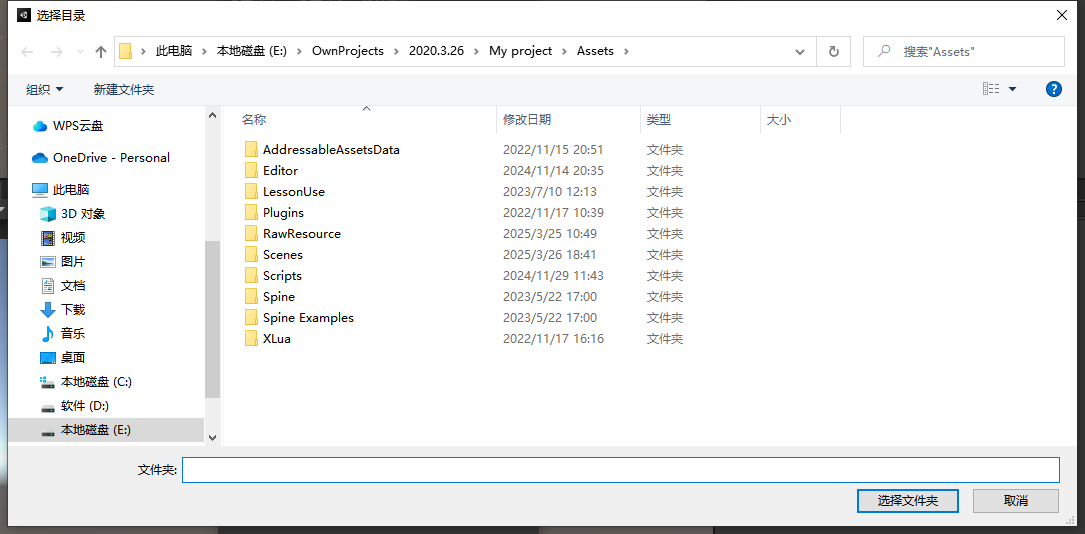 选择目录
此电脑 › 本地磁盘 (E:) › OwnProjects › 2020.3.26 › My project › Assets ›
搜索"Assets"
组织 新建文件夹
?
WPS云盘
OneDrive - Personal
此电脑
3D 对象
视频
图片
文档
下载
音乐
桌面
本地磁盘 (C:)
软件 (D:)
本地磁盘 (E:)
名称 修改日期 类型 大小
AddressableAssetsData 2022/11/15 20:51 文件夹
Editor 2024/11/14 20:35 文件夹
LessonUse 2023/7/10 12:13 文件夹
Plugins 2022/11/17 10:39 文件夹
RawResource 2025/3/25 10:49 文件夹
Scenes 2025/3/26 18:41 文件夹
Scripts 2024/11/29 11:43 文件夹
Spine 2023/5/22 17:00 文件夹
Spine Examples 2023/5/22 17:00 文件夹
XLua 2022/11/17 16:16 文件夹
文件夹:
选择文件夹 取消